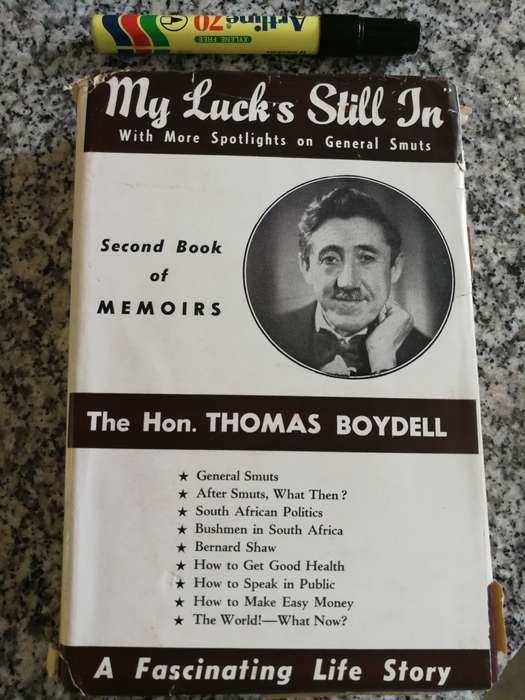 Artline 70
XYLENE FREE
My Luck's Still In
With More Spotlights on General Smuts
Second Book
of
MEMOIRS
The Hon. THOMAS BOYDELL
★ General Smuts
★ After Smuts, What Then?
★ South African Politics
★ Bushmen in South Africa
★ Bernard Shaw
★ How to Get Good Health
★ How to Speak in Public
★ How to Make Easy Money
★ The World!—What Now?
A Fascinating Life Story